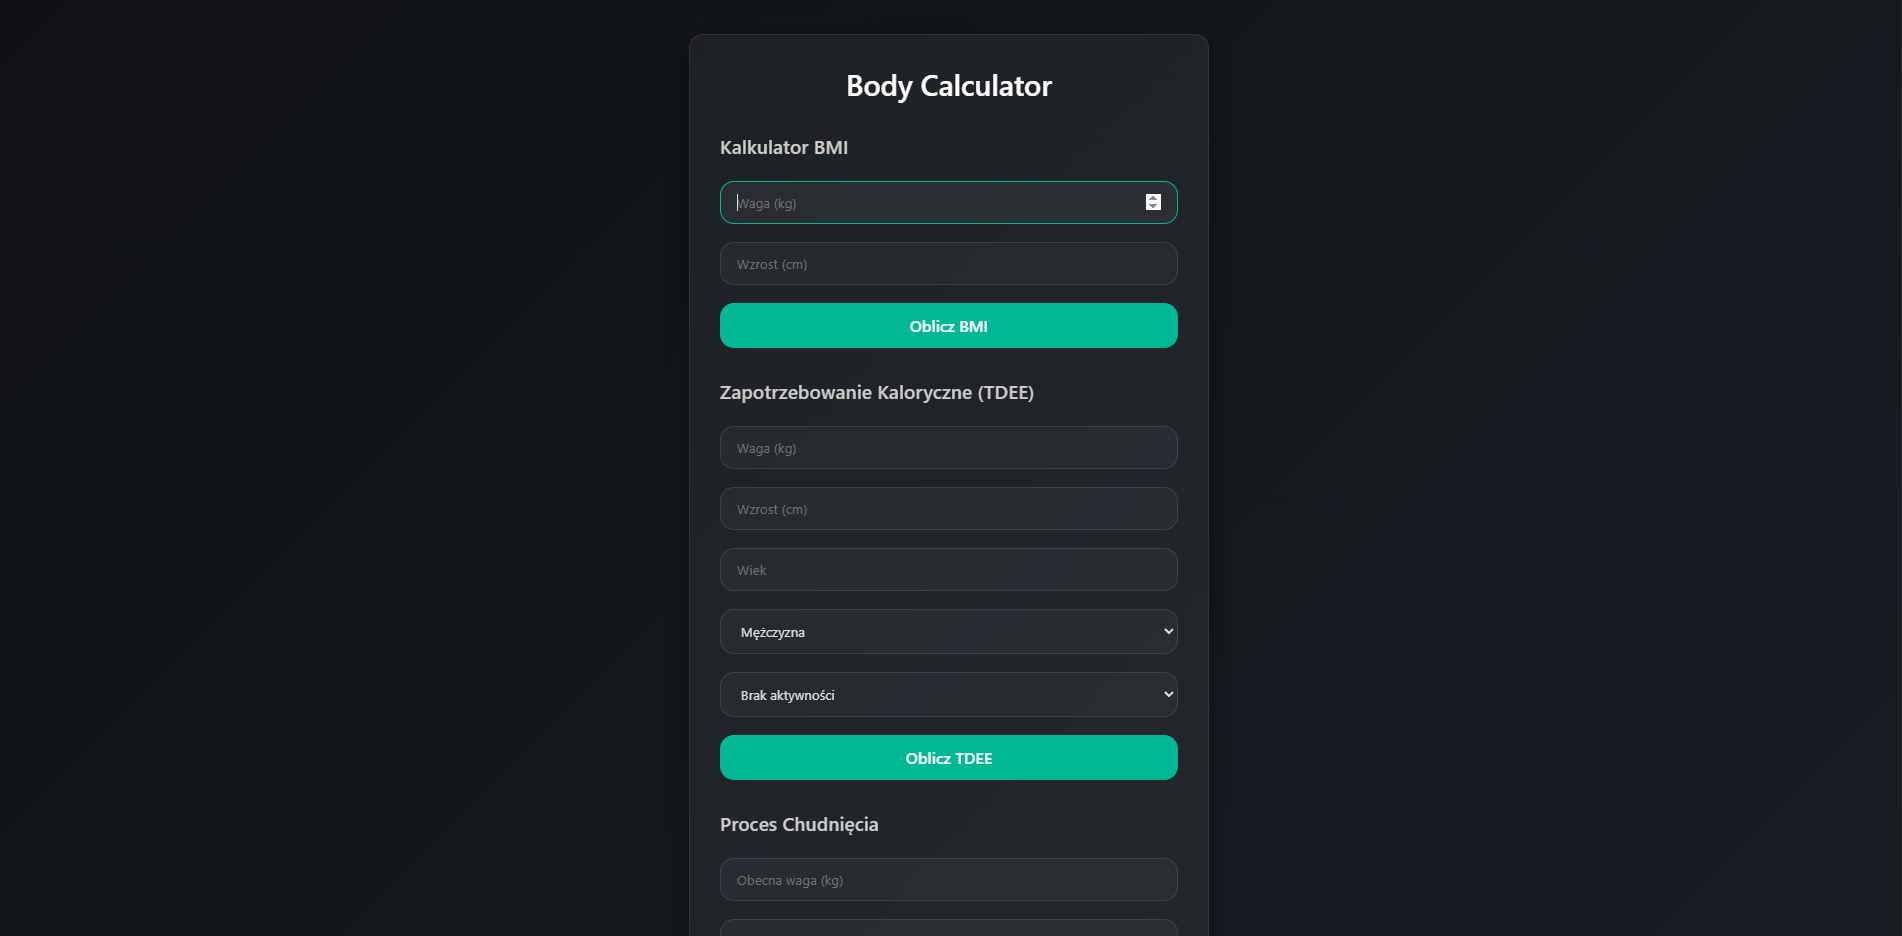 Body Calculator
Kalkulator BMI
Waga (kg)
Wzrost (cm)
Oblicz BMI
Zapotrzebowanie Kaloryczne (TDEE)
Waga (kg)
Wzrost (cm)
Wiek
Mężczyzna
Brak aktywności
Oblicz TDEE
Proces Chudnięcia
Obecna waga (kg)